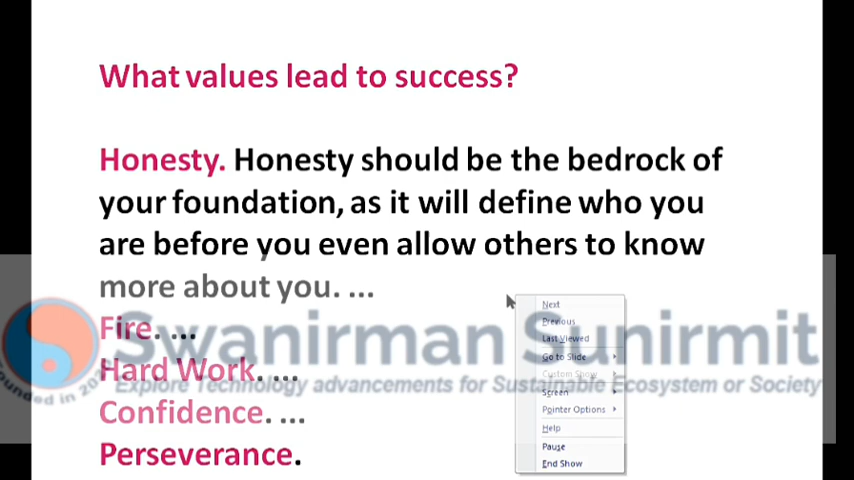 What values lead to success?
Honesty. Honesty should be the bedrock of
your foundation, as it will define who you
are before you even allow others to know
more about you. ...
Fire. ...
Hard Work. ...
Confidence. ...
Perseverance.
Swanirman Sunirmit
Explore Technology advancements for Sustainable Ecosystem or Society
Founded in
Next
Previous
Last Viewed
Go to Slide
Custom Show
Screen
Pointer Options
Help
Pause
End Show